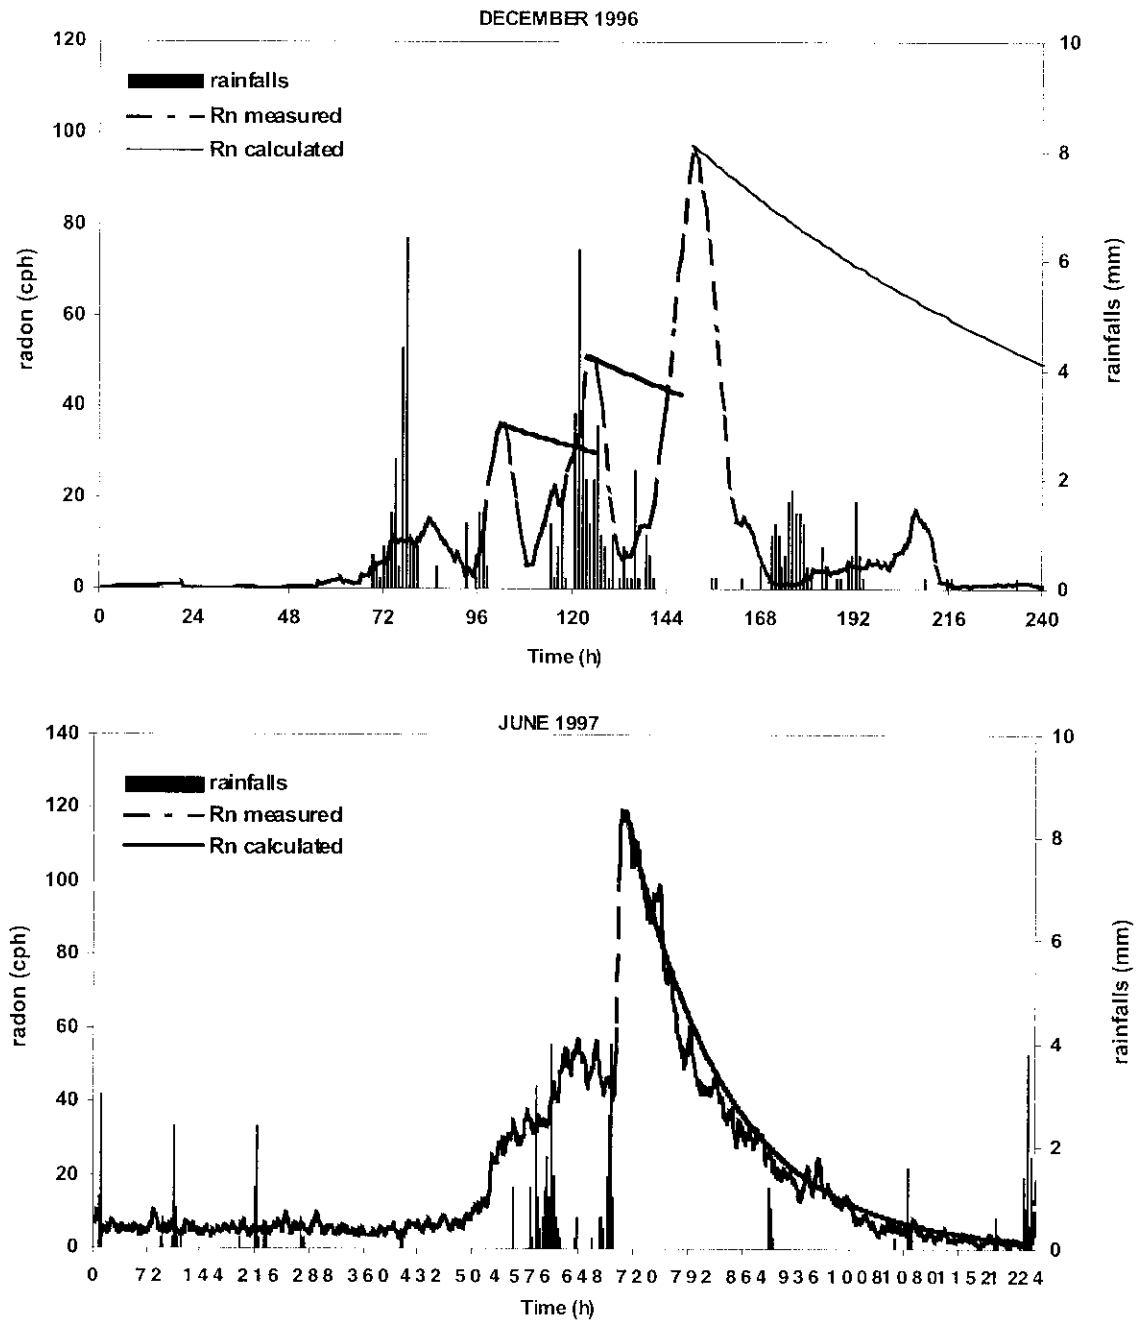 DECEMBER 1996
120
100
80
60
40
20
0
radon (cph)
rainfalls
Rn measured
Rn calculated
10
8
6
4
2
0
rainfalls (mm)
0 24 48 72 96 120 144 168 192 216 240
Time (h)
JUNE 1997
140
120
100
80
60
40
20
0
radon (cph)
rainfalls
Rn measured
Rn calculated
10
8
6
4
2
0
rainfalls (mm)
0 72 144 216 288 360 432 504 576 648 720 792 864 936 1008 1080 1152 1224
Time (h)